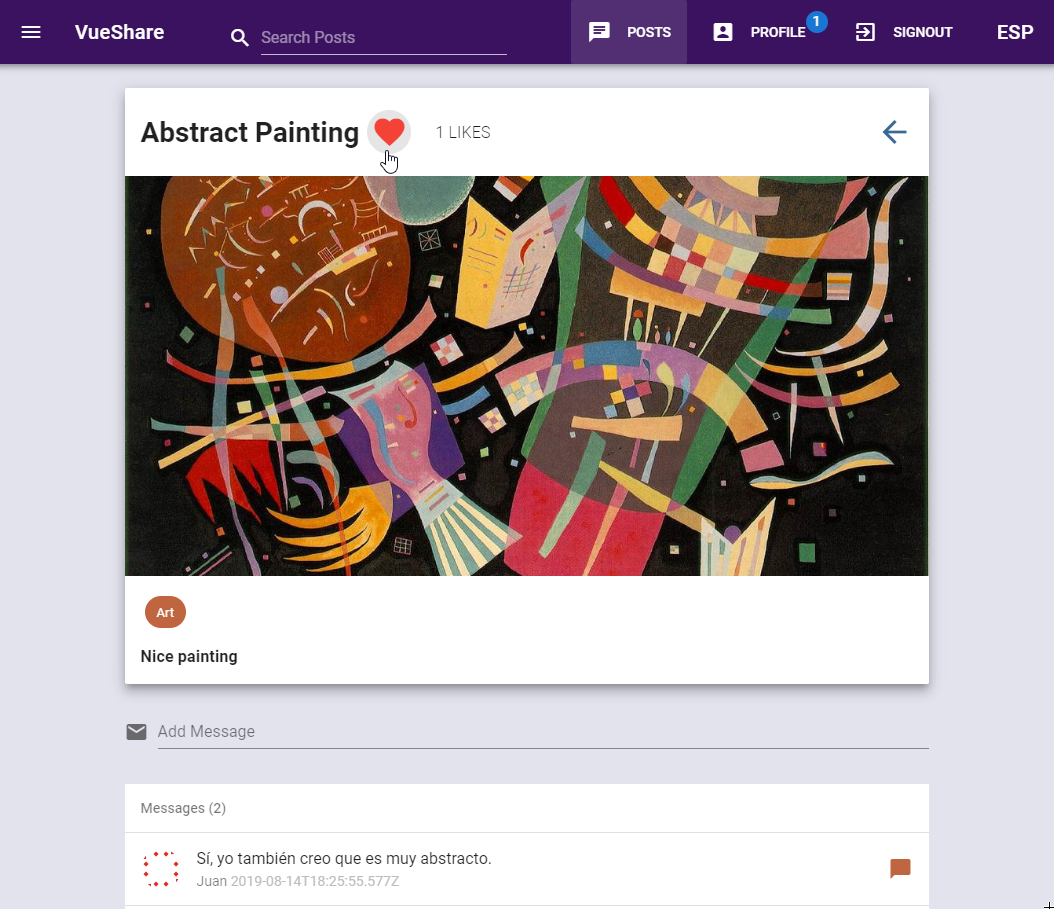 VueShare
Search Posts
POSTS
PROFILE
1
SIGNOUT
ESP
Abstract Painting
1 LIKES
Art
Nice painting
Add Message
Messages (2)
Sí, yo también creo que es muy abstracto.
Juan 2019-08-14T18:25:55.577Z